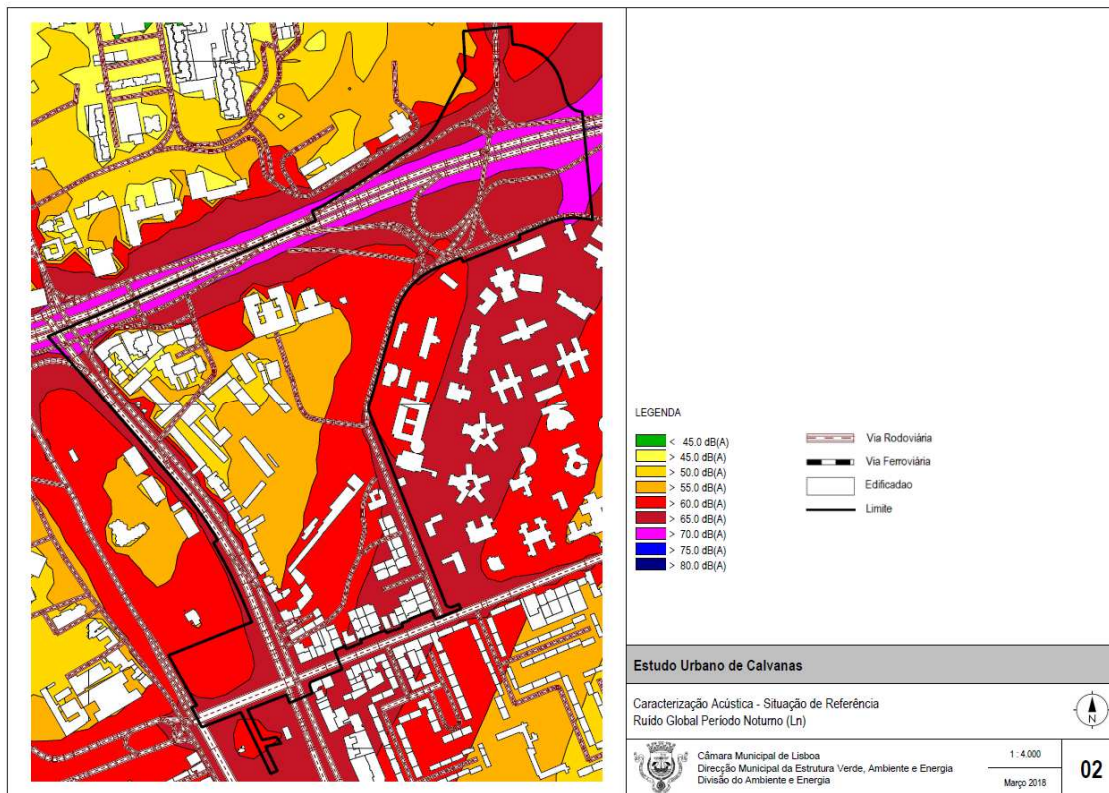 LEGENDA
< 45.0 dB(A)
> 45.0 dB(A)
> 50.0 dB(A)
> 55.0 dB(A)
> 60.0 dB(A)
> 65.0 dB(A)
> 70.0 dB(A)
> 75.0 dB(A)
> 80.0 dB(A)
Via Rodoviária
Via Ferroviária
Edificadao
Limite
Estudo Urbano de Calvanas
Caracterização Acústica - Situação de Referência
Ruído Global Período Noturno (Ln)
N
Câmara Municipal de Lisboa
Direcção Municipal da Estrutura Verde, Ambiente e Energia
Divisão do Ambiente e Energia
1 : 4.000
Março 2018
02